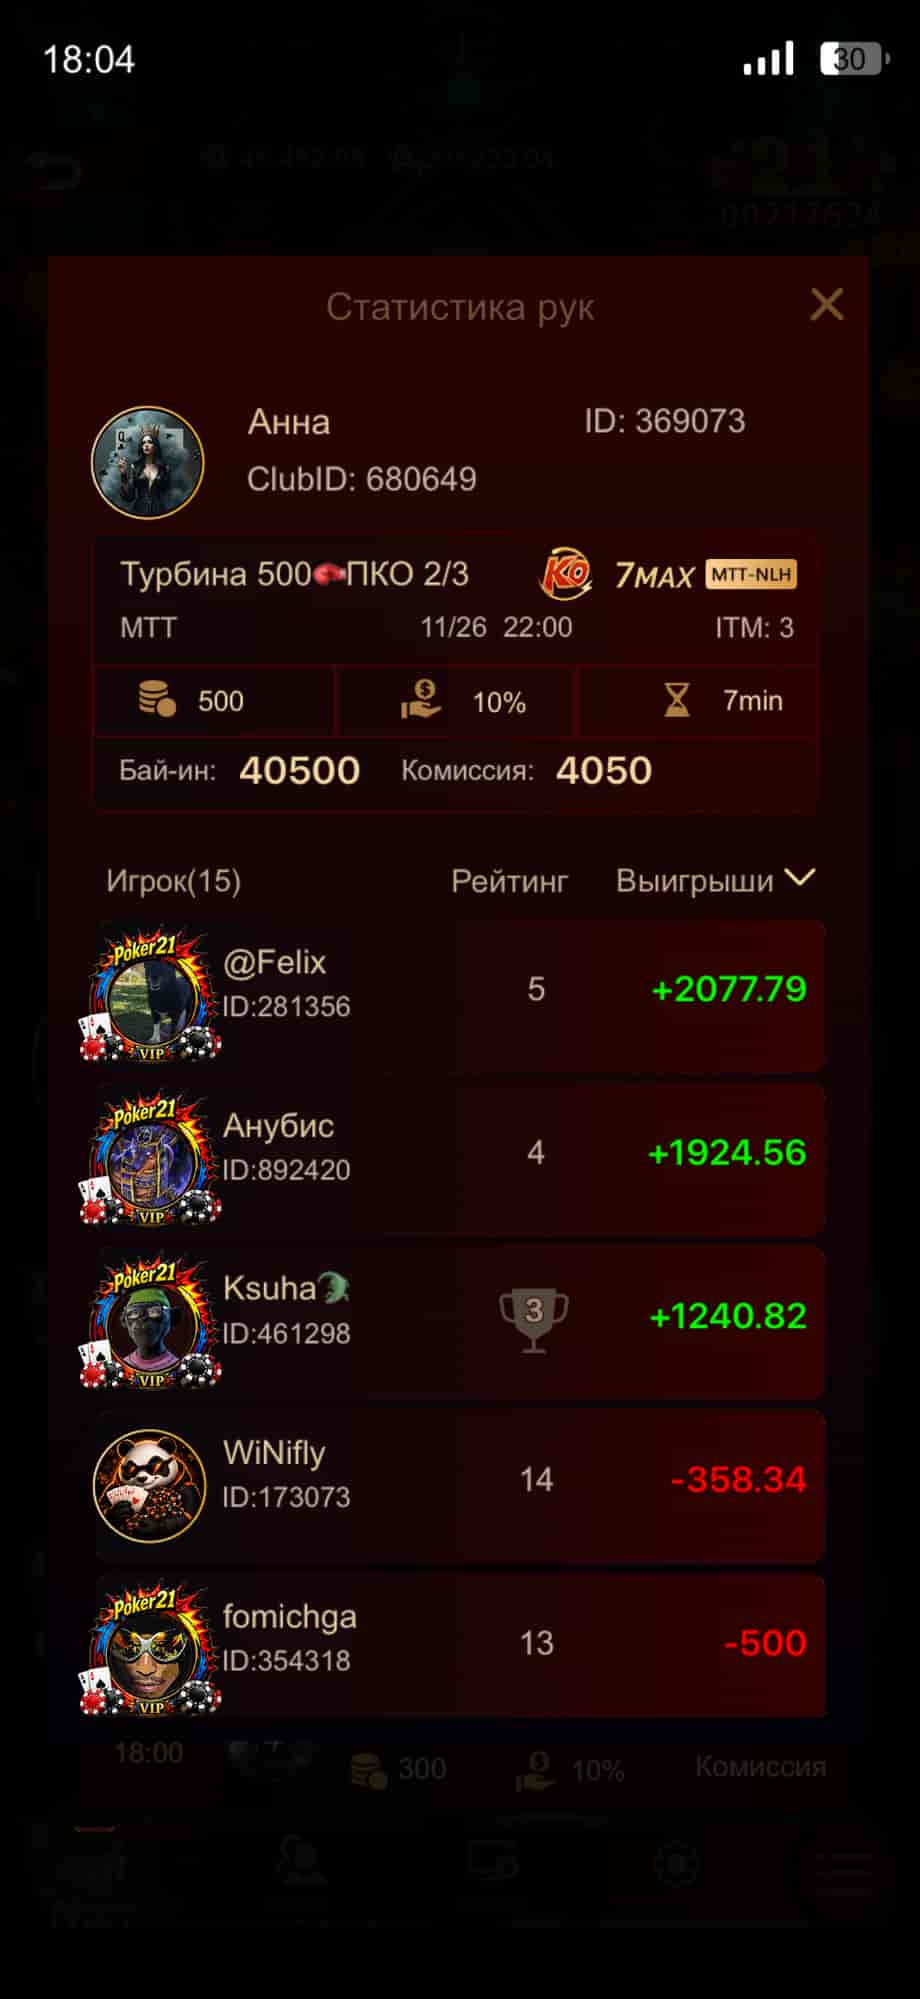 18:04
30
Статистика рук
Анна
ID: 369073
ClubID: 680649
Турбина 500🥊ПКО 2/3
KO
7MAX
MTT-NLH
MTT
11/26 22:00
ITM: 3
500
10%
7min
Бай-ин: 40500
Комиссия: 4050
Игрок(15)
Рейтинг
Выигрыши
Poker21
VIP
@Felix
ID:281356
5
+2077.79
Poker21
VIP
Анубис
ID:892420
4
+1924.56
Poker21
VIP
Ksuha🦎
ID:461298
3
+1240.82
WiNifly
ID:173073
14
-358.34
Poker21
VIP
fomichga
ID:354318
13
-500
18:00
300
10%
Комиссия